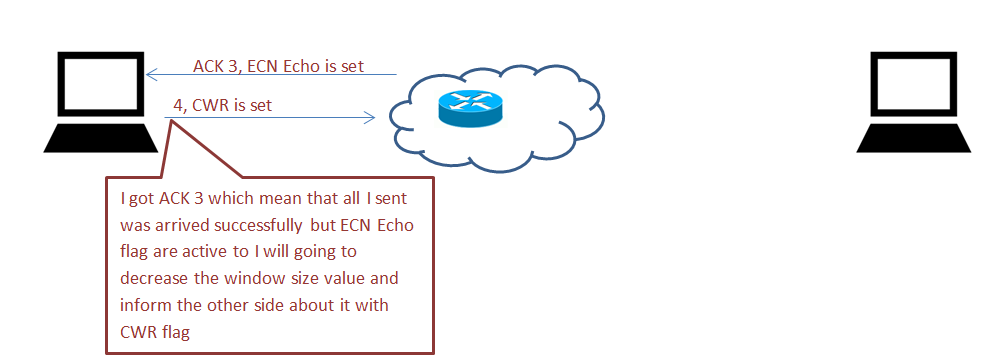 ACK 3, ECN Echo is set
4, CWR is set
I got ACK 3 which mean that all I sent
was arrived successfully but ECN Echo
flag are active to I will going to
decrease the window size value and
inform the other side about it with
CWR flag